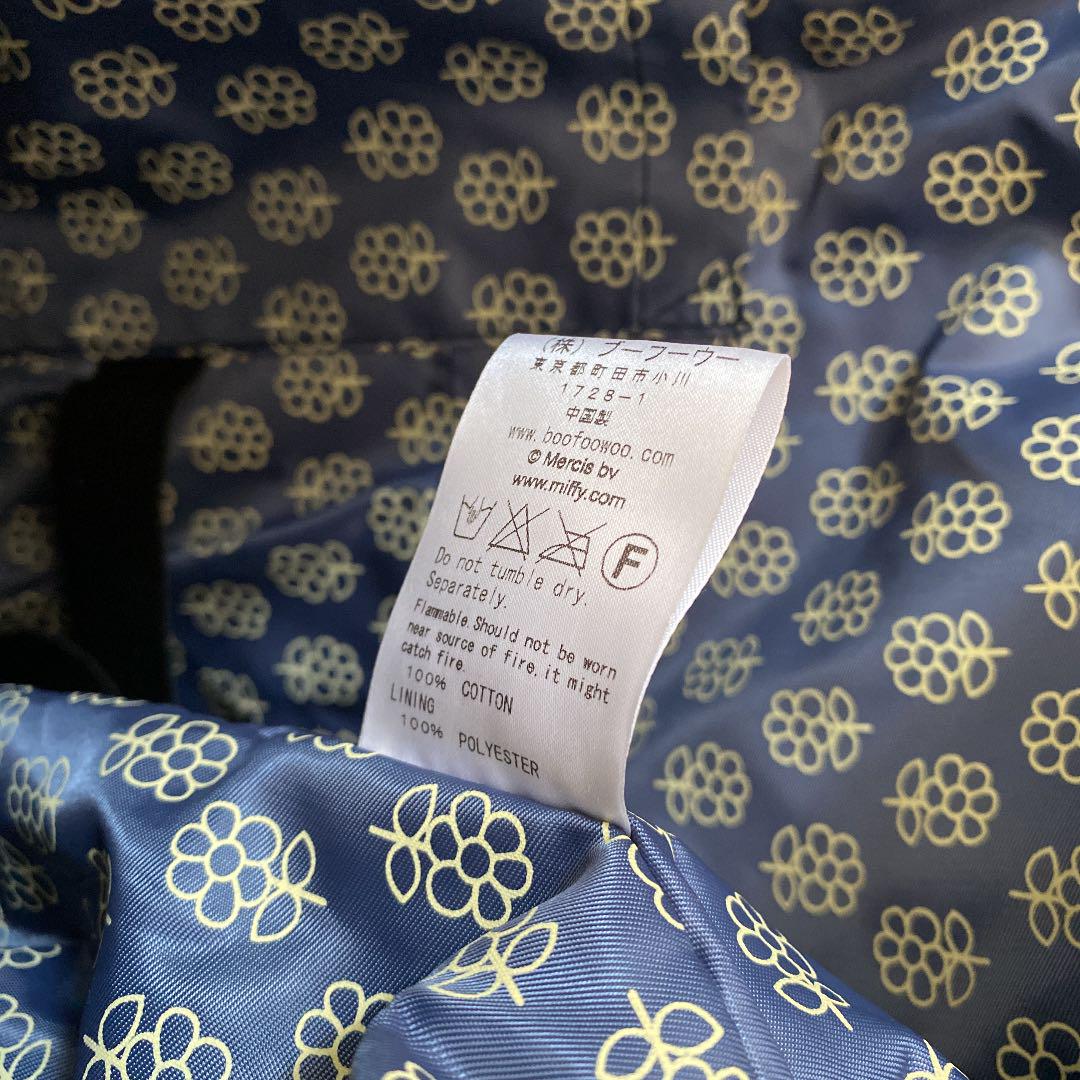 (株) ブーフーウー
東京都町田市小川
1728-1
中国製
www.boofoowoo.com
© Mercis bv
www.miffy.com
F
Do not tumble dry.
Separately.
Flammable.Should not be worn
near source of fire.it might
catch fire.
100% COTTON
LINING
100% POLYESTER